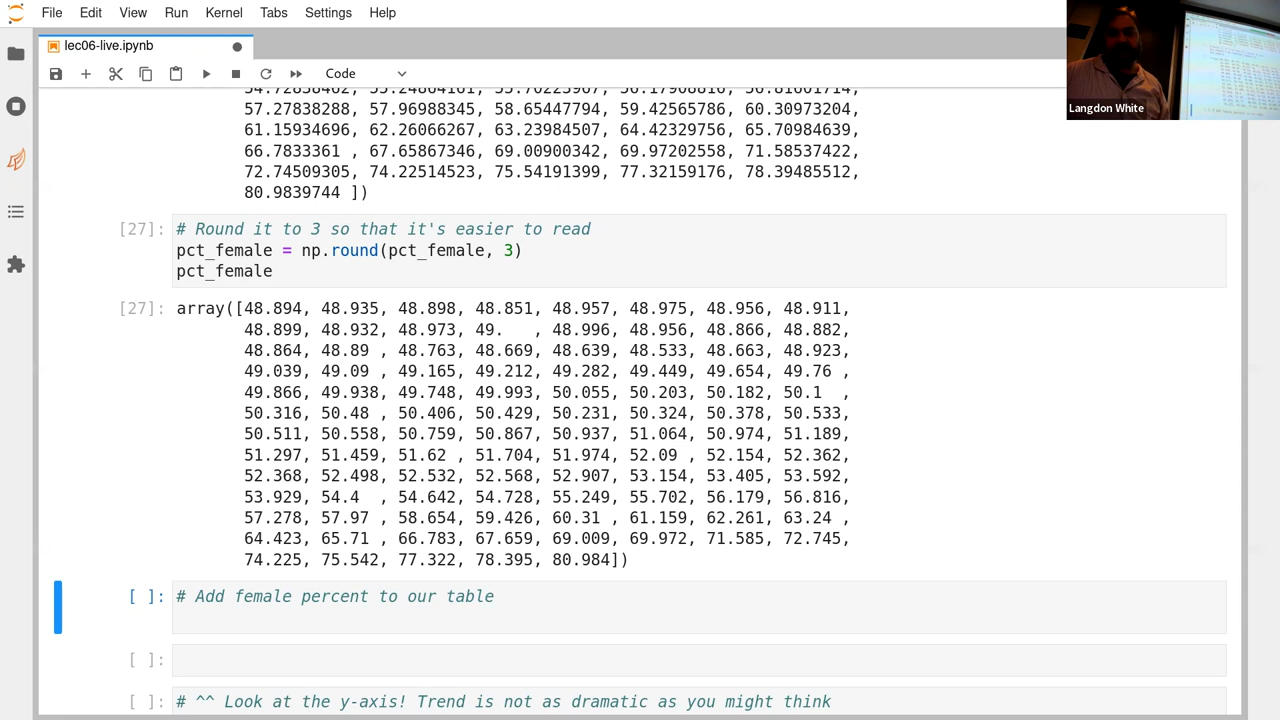 File Edit View Run Kernel Tabs Settings Help
lec06-live.ipynb
Code
Langdon White
57.27838288 , 57.96988345, 58.65447794, 59.42565786, 60.30973204,
61.15934696, 62.26066267, 63.23984507, 64.42329756, 65.70984639,
66.7833361 , 67.65867346, 69.00900342, 69.97202558, 71.58537422,
72.74509305, 74.22514523, 75.54191399, 77.32159176, 78.39485512,
80.9839744 ])
[27]: # Round it to 3 so that it's easier to read
pct_female = np.round(pct_female, 3)
pct_female
[27]: array([48.894, 48.935, 48.898, 48.851, 48.957, 48.975, 48.956, 48.911,
48.899, 48.932, 48.973, 49. , 48.996, 48.956, 48.866, 48.882,
48.864, 48.89 , 48.763, 48.669, 48.639, 48.533, 48.663, 48.923,
49.039, 49.09 , 49.165, 49.212, 49.282, 49.449, 49.654, 49.76 ,
49.866, 49.938, 49.748, 49.993, 50.055, 50.203, 50.182, 50.1 ,
50.316, 50.48 , 50.406, 50.429, 50.231, 50.324, 50.378, 50.533,
50.511, 50.558, 50.759, 50.867, 50.937, 51.064, 50.974, 51.189,
51.297, 51.459, 51.62 , 51.704, 51.974, 52.09 , 52.154, 52.362,
52.368, 52.498, 52.532, 52.568, 52.907, 53.154, 53.405, 53.592,
53.929, 54.4 , 54.642, 54.728, 55.249, 55.702, 56.179, 56.816,
57.278, 57.97 , 58.654, 59.426, 60.31 , 61.159, 62.261, 63.24 ,
64.423, 65.71 , 66.783, 67.659, 69.009, 69.972, 71.585, 72.745,
74.225, 75.542, 77.322, 78.395, 80.984])
[ ]: # Add female percent to our table
[ ]:
[ ]: # ^^ Look at the y-axis! Trend is not as dramatic as you might think